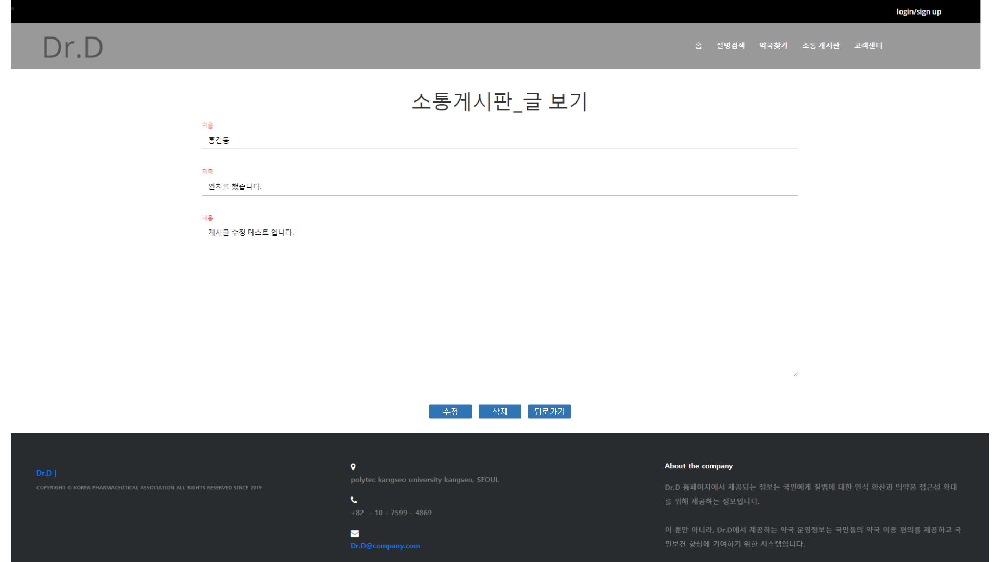 login/sign up
Dr.D
홈 질병검색 약국찾기 소통 게시판 고객센터
소통게시판_글 보기
이름
홍길동
제목
완치를 했습니다.
내용
게시글 수정 테스트 입니다.
수정 삭제 뒤로가기
Dr.D |
COPYRIGHT © KOREA PHARMACEUTICAL ASSOCIATION ALL RIGHTS RESERVED SINCE 2019
polytec kangseo university kangseo, SEOUL
+82 - 10 - 7599 - 4869
Dr.D@company.com
About the company
Dr.D 홈페이지에서 제공되는 정보는 국민에게 질병에 대한 인식 확산과 의약품 접근성 확대
를 위해 제공하는 정보입니다.
이 뿐만 아니라, Dr.D에서 제공하는 약국 운영정보는 국민들의 약국 이용 편의를 제공하고 국
민보건 향상에 기여하기 위한 시스템입니다.